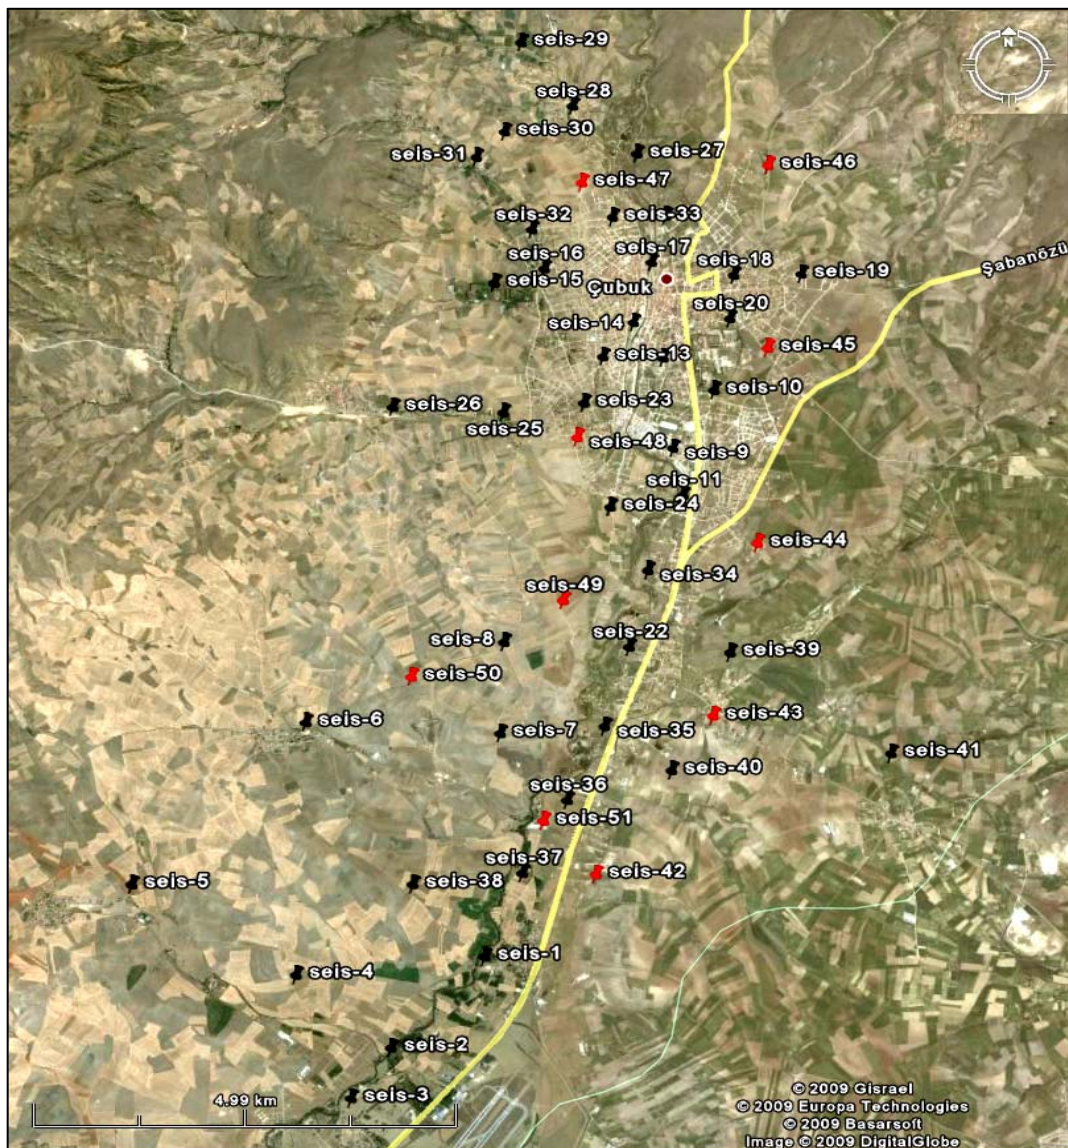 seis-29
N
seis-28
seis-30
seis-31
seis-27
seis-46
seis-47
seis-32
seis-33
seis-16
seis-17
seis-18
seis-19
Şabanözü
seis-15
Çubuk
seis-20
seis-14
seis-13
seis-45
seis-10
seis-26
seis-23
seis-25
seis-48
seis-9
seis-11
seis-24
seis-44
seis-34
seis-49
seis-8
seis-22
seis-39
seis-50
seis-6
seis-43
seis-7
seis-35
seis-41
seis-40
seis-36
seis-51
seis-37
seis-42
seis-5
seis-38
seis-1
seis-4
seis-2
seis-3
4.99 km
© 2009 Gisrael
© 2009 Europa Technologies
© 2009 Basarsoft
Image © 2009 DigitalGlobe